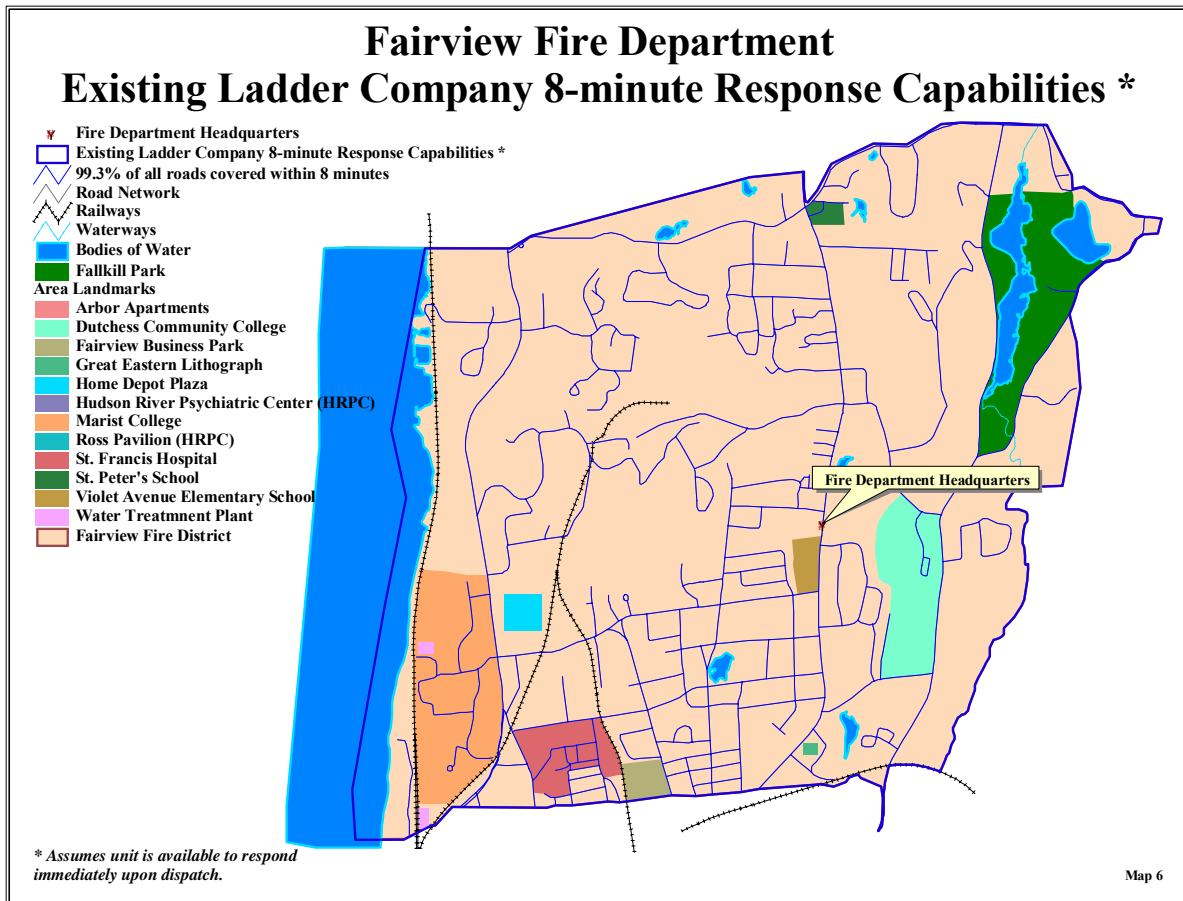 Fairview Fire Department
Existing Ladder Company 8-minute Response Capabilities *
Fire Department Headquarters
Existing Ladder Company 8-minute Response Capabilities *
99.3% of all roads covered within 8 minutes
Road Network
Railways
Waterways
Bodies of Water
Fallkill Park
Area Landmarks
Arbor Apartments
Dutchess Community College
Fairview Business Park
Great Eastern Lithograph
Home Depot Plaza
Hudson River Psychiatric Center (HRPC)
Marist College
Ross Pavilion (HRPC)
St. Francis Hospital
St. Peter's School
Violet Avenue Elementary School
Water Treatmnent Plant
Fairview Fire District
Fire Department Headquarters
* Assumes unit is available to respond
immediately upon dispatch.
Map 6